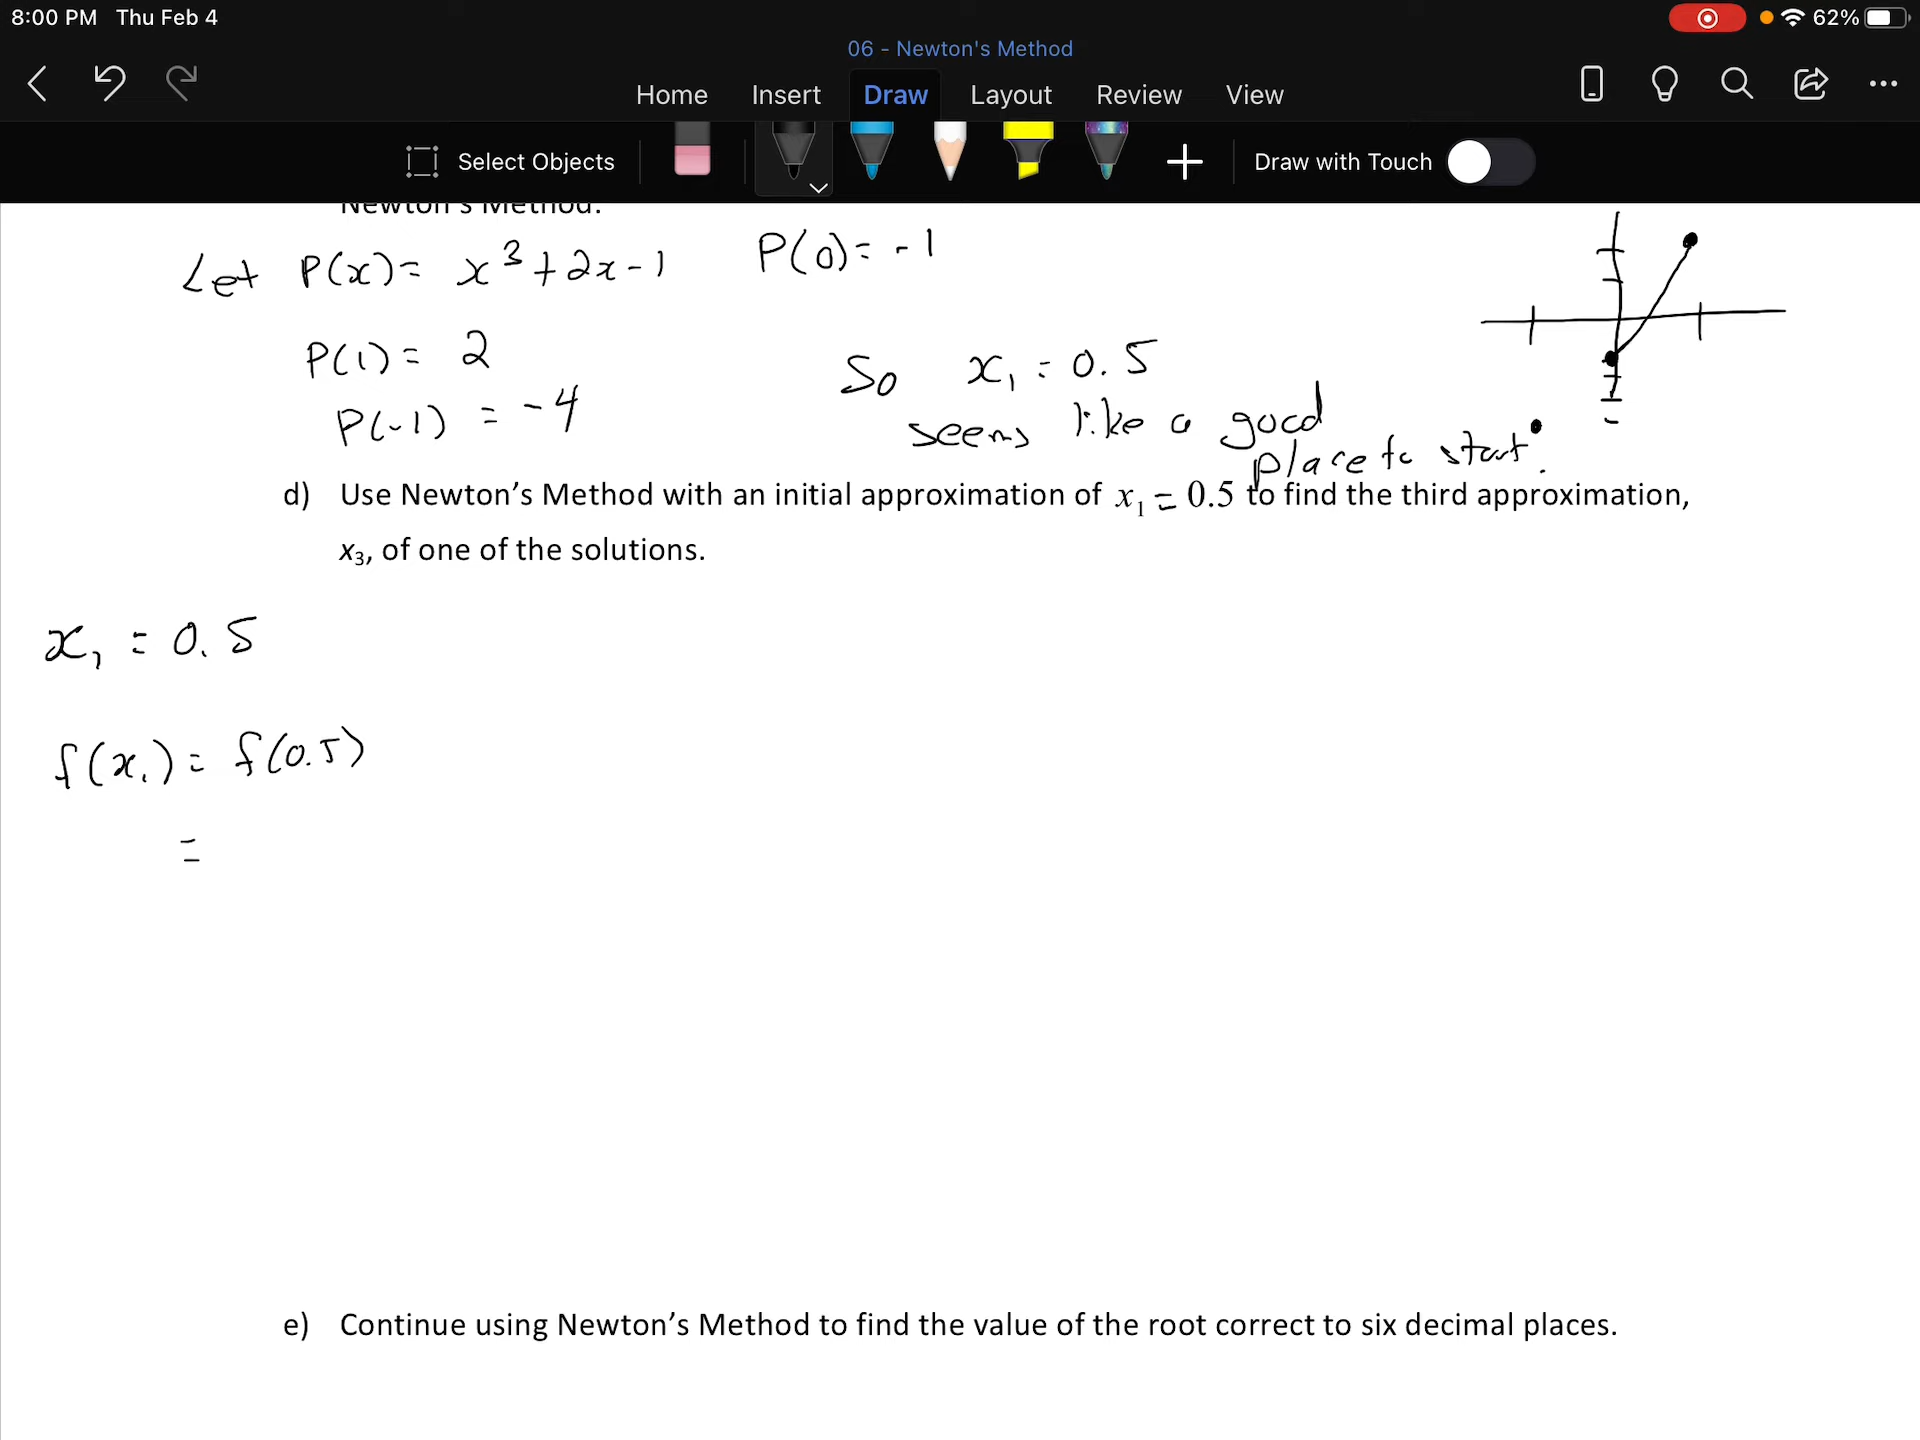 8:00 PM Thu Feb 4 62%
06 - Newton's Method
Home Insert Draw Layout Review View
Select Objects Draw with Touch
Newton's Method.
Let P(x) = x³ + 2x - 1 P(0) = -1
P(1) = 2
P(-1) = -4
So x₁ = 0.5
seems like a good
place to start.
d) Use Newton's Method with an initial approximation of x₁ = 0.5 to find the third approximation,
x₃, of one of the solutions.
x₁ = 0.5
f(x₁) = f(0.5)
=
e) Continue using Newton's Method to find the value of the root correct to six decimal places.